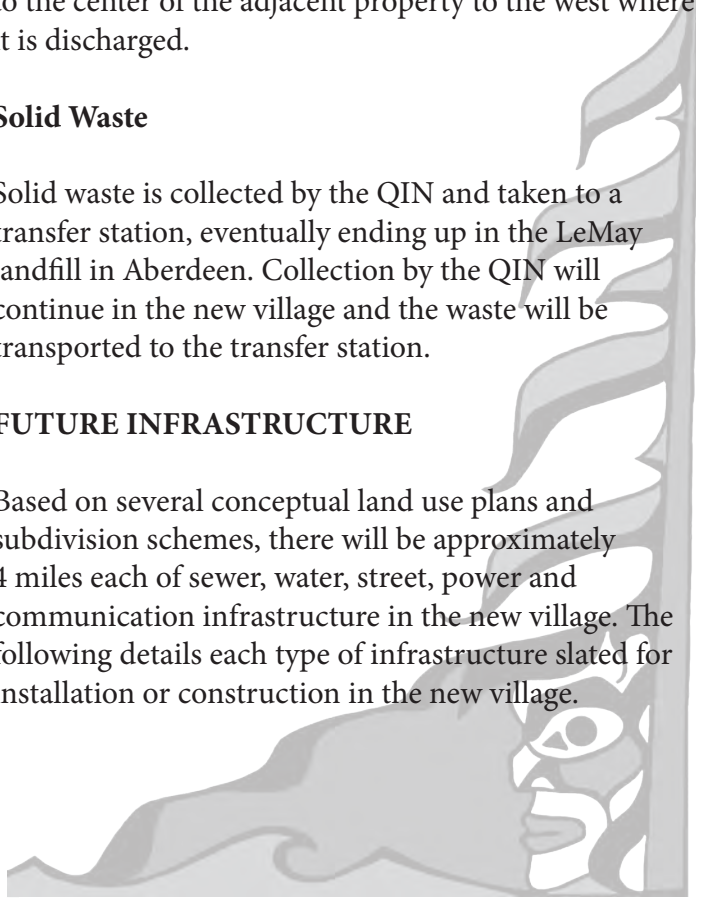 to the center of the adjacent property to the west where
it is discharged.
Solid Waste
Solid waste is collected by the QIN and taken to a
transfer station, eventually ending up in the LeMay
landfill in Aberdeen. Collection by the QIN will
continue in the new village and the waste will be
transported to the transfer station.
FUTURE INFRASTRUCTURE
Based on several conceptual land use plans and
subdivision schemes, there will be approximately
4 miles each of sewer, water, street, power and
communication infrastructure in the new village. The
following details each type of infrastructure slated for
installation or construction in the new village.